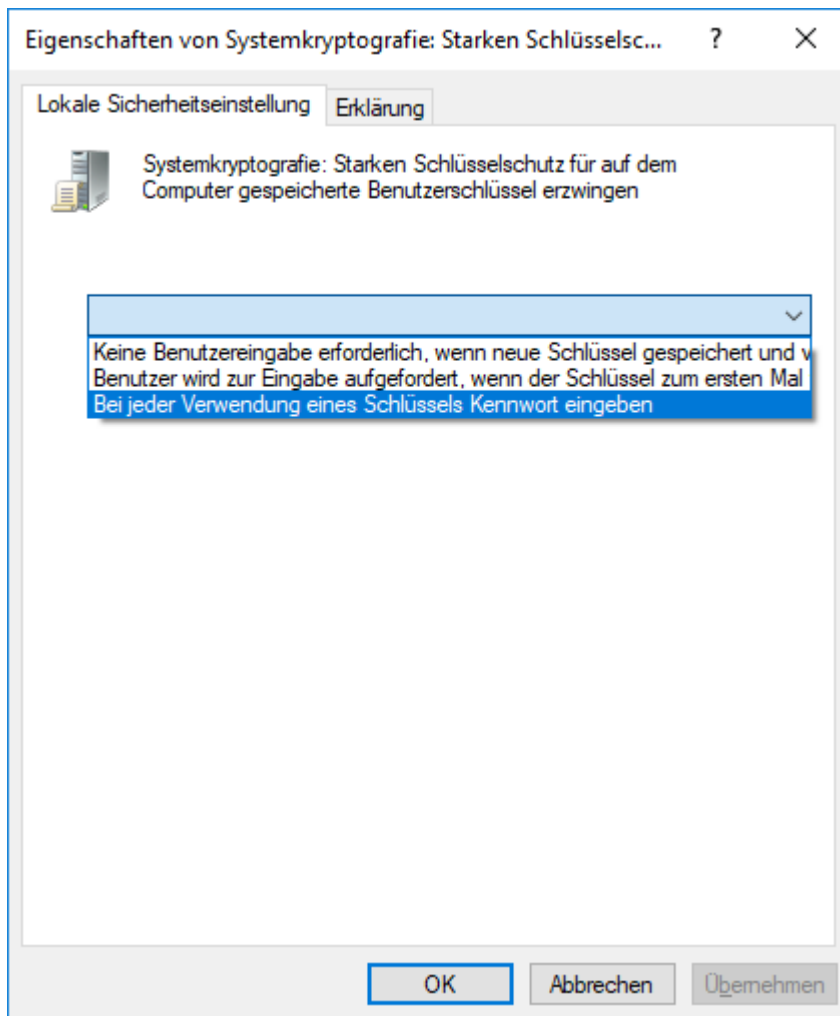 Eigenschaften von Systemkryptografie: Starken Schlüsselsc...
Lokale Sicherheitseinstellung
Erklärung
Systemkryptografie: Starken Schlüsselschutz für auf dem
Computer gespeicherte Benutzerschlüssel erzwingen
Keine Benutzereingabe erforderlich, wenn neue Schlüssel gespeichert und v
Benutzer wird zur Eingabe aufgefordert, wenn der Schlüssel zum ersten Mal
Bei jeder Verwendung eines Schlüssels Kennwort eingeben
OK
Abbrechen
Übernehmen